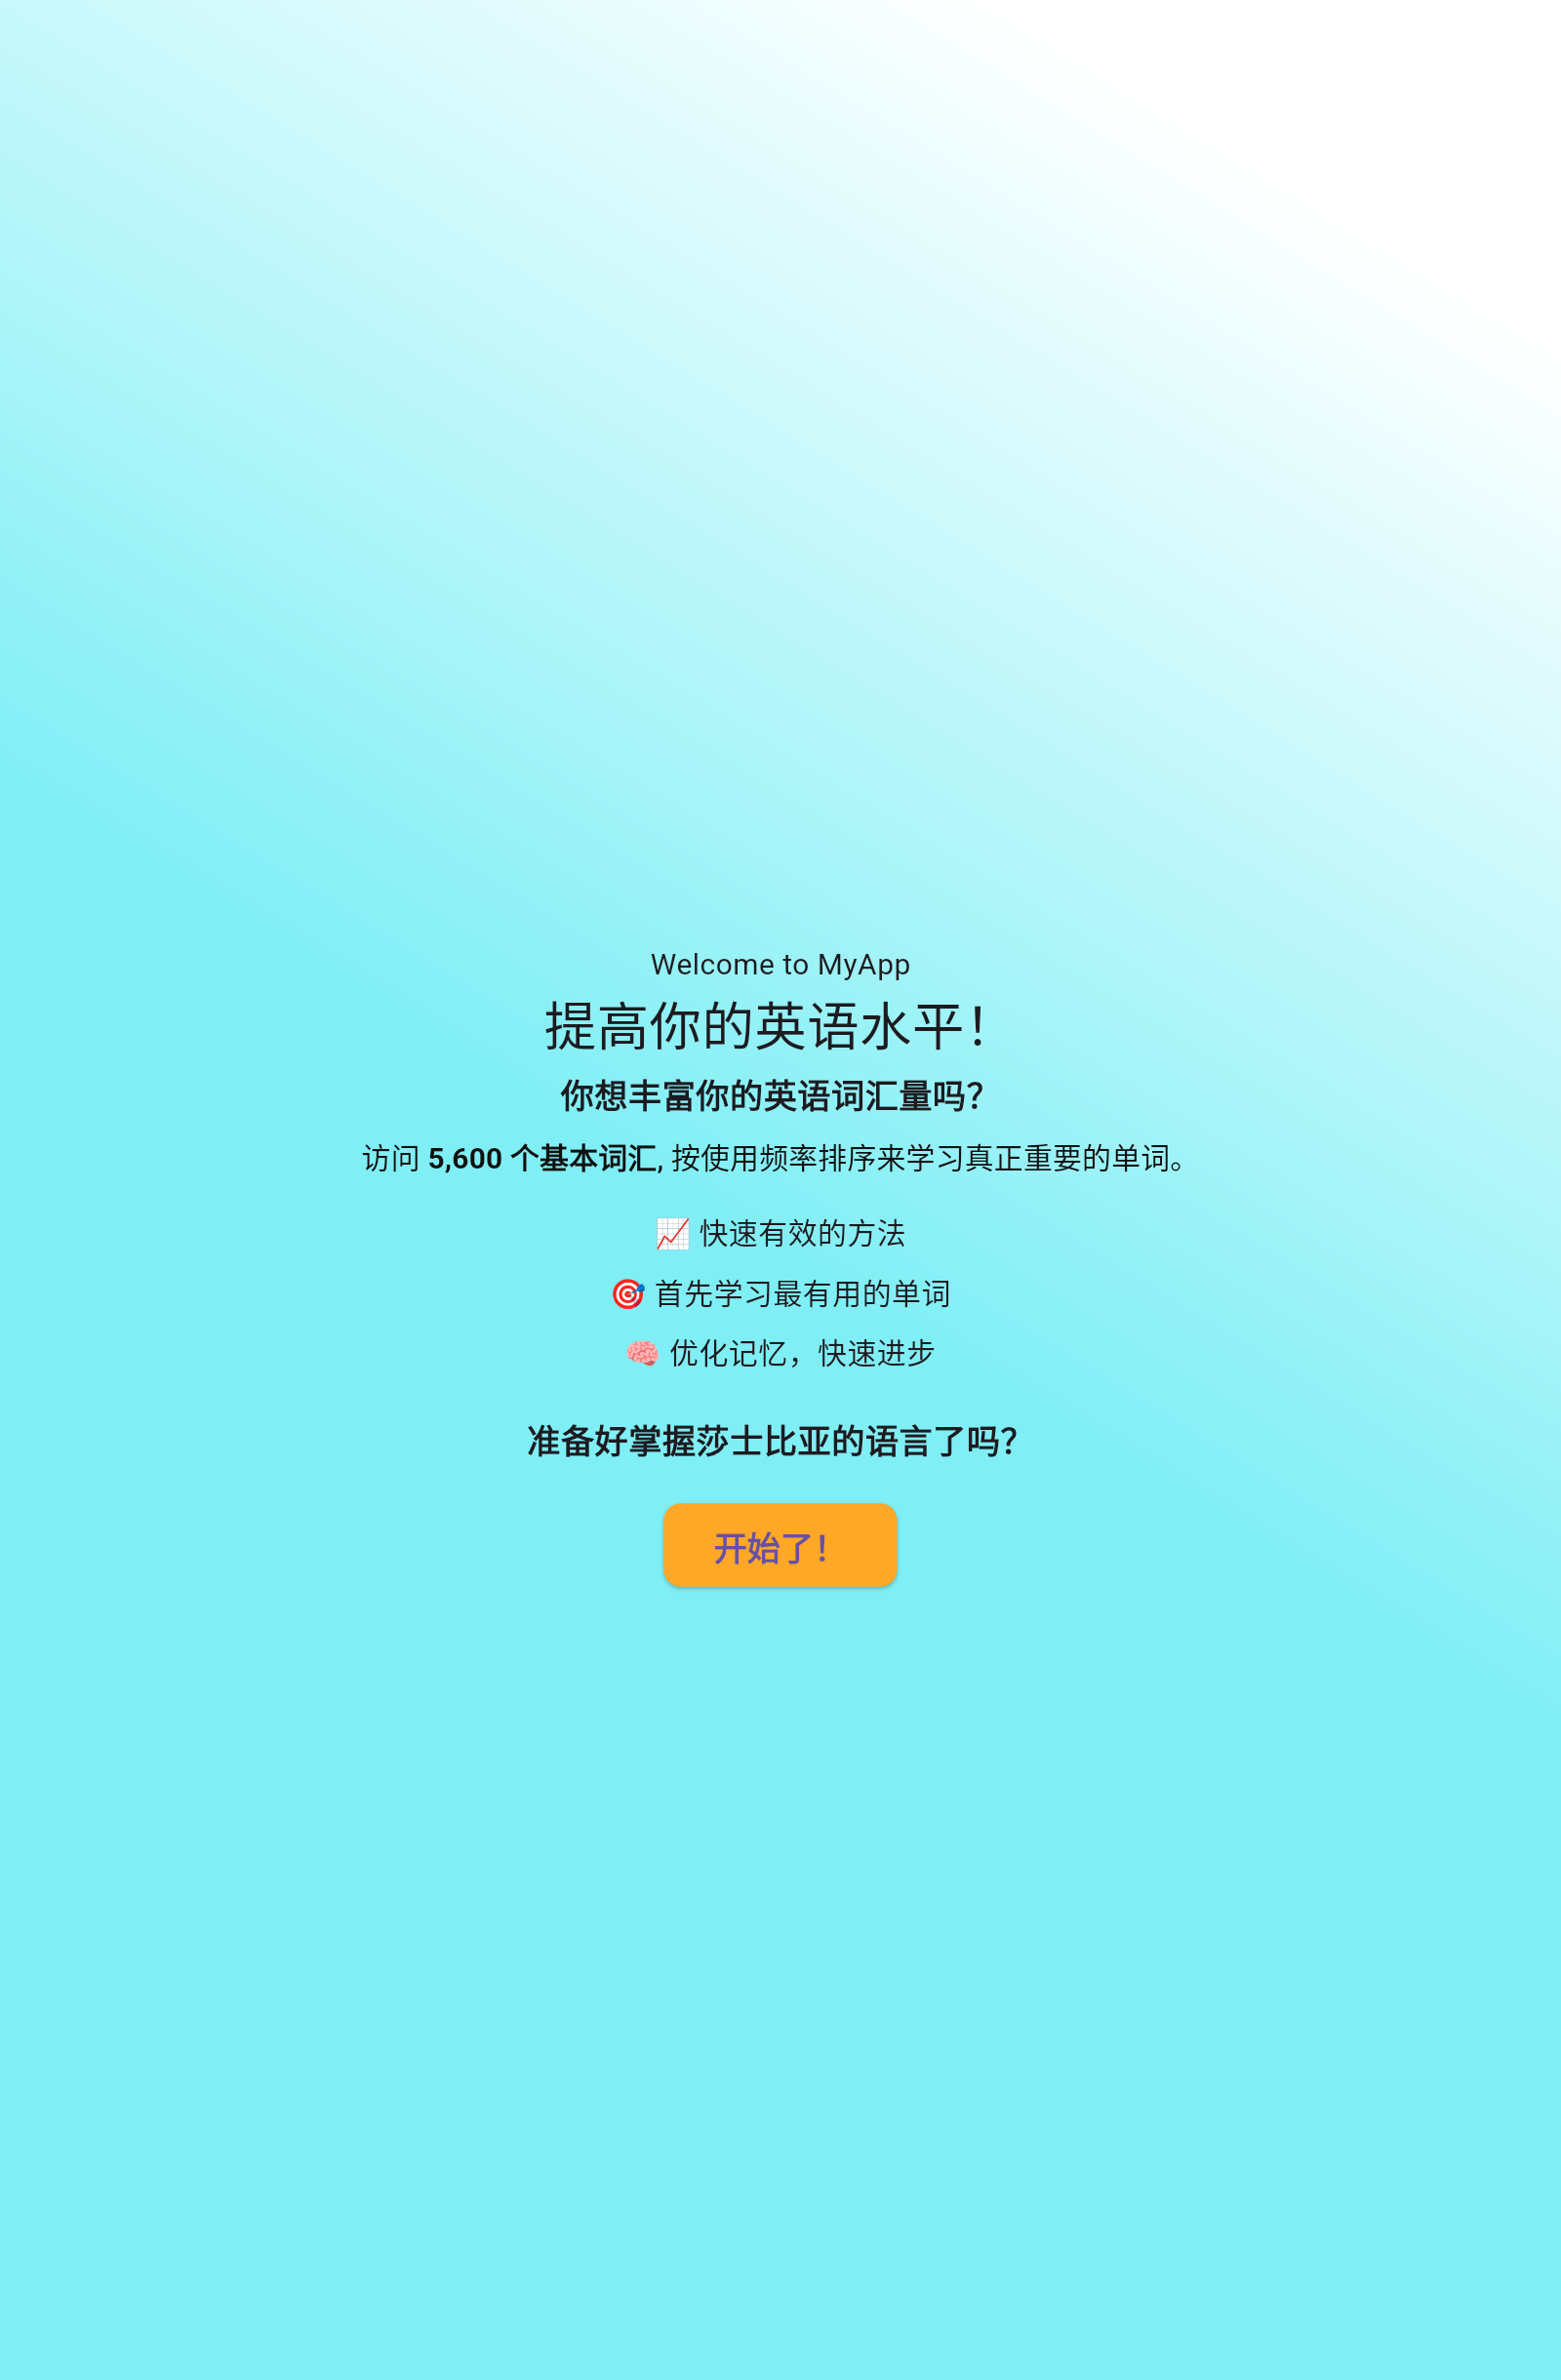 Welcome to MyApp
提高你的英语水平！
你想丰富你的英语词汇量吗？
访问 5,600 个基本词汇, 按使用频率排序来学习真正重要的单词。
📈 快速有效的方法
🎯 首先学习最有用的单词
🧠 优化记忆，快速进步
准备好掌握莎士比亚的语言了吗？
开始了！